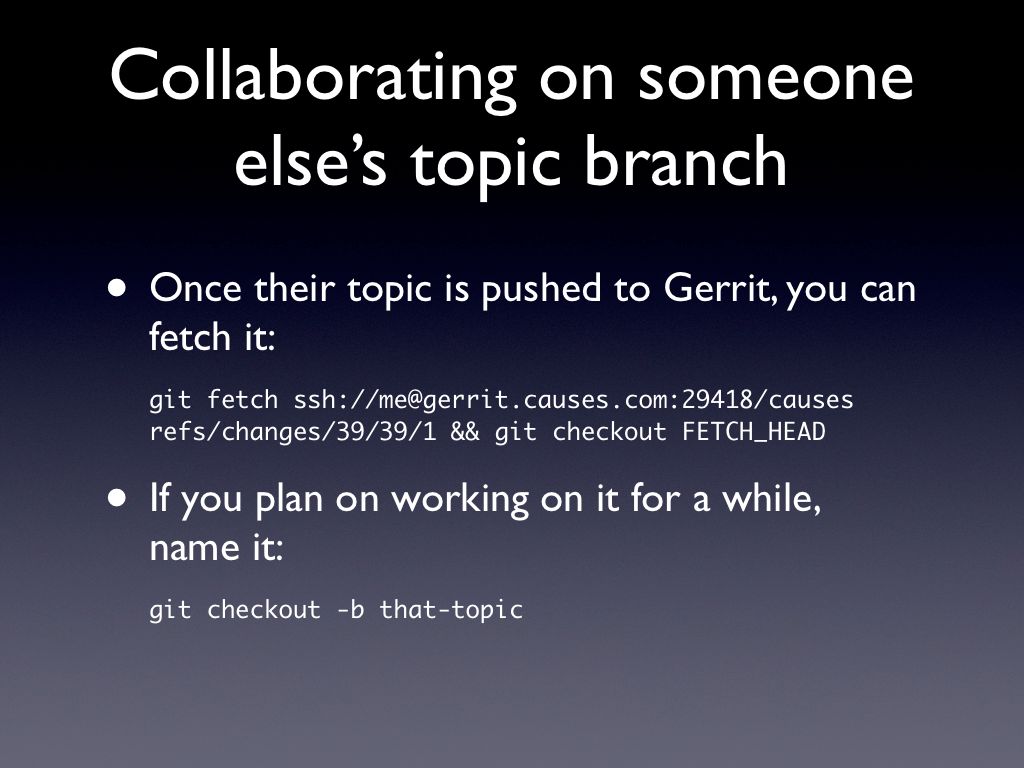 Collaborating on someone
else’s topic branch
• Once their topic is pushed to Gerrit, you can
fetch it:
git fetch ssh://me@gerrit.causes.com:29418/causes
refs/changes/39/39/1 && git checkout FETCH_HEAD
• If you plan on working on it for a while,
name it:
git checkout -b that-topic